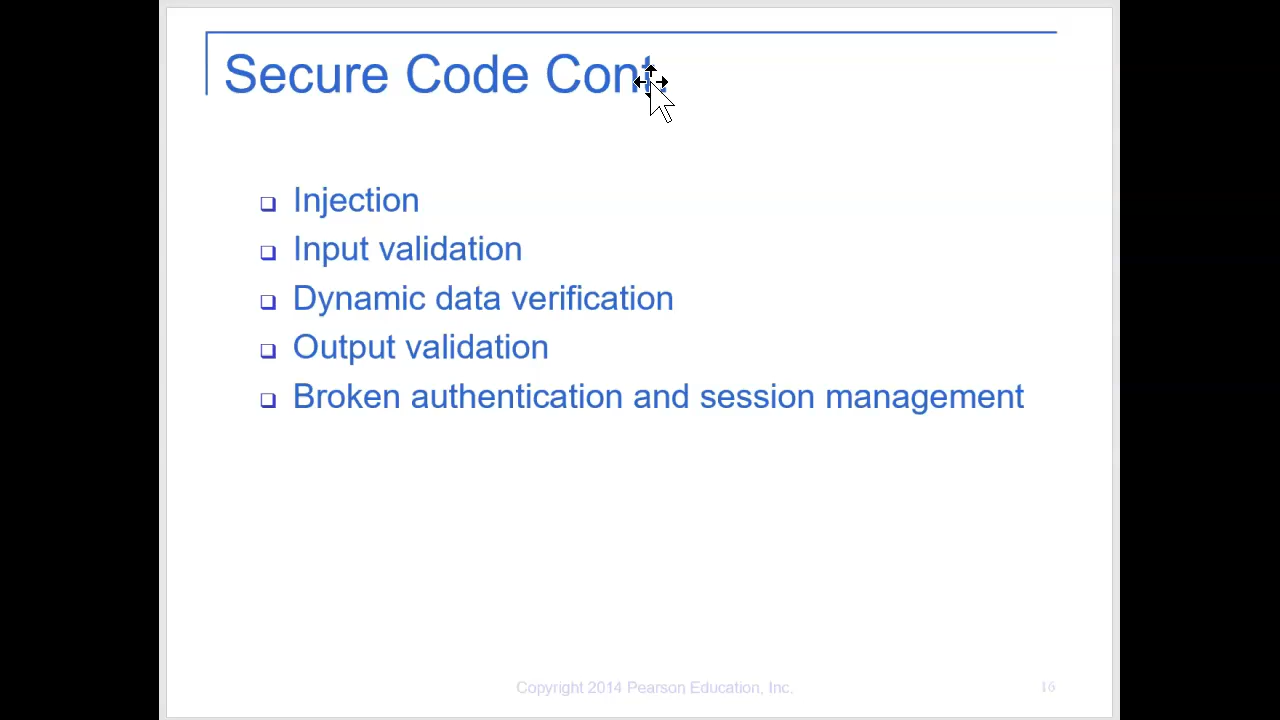 Secure Code Cont.
Injection
Input validation
Dynamic data verification
Output validation
Broken authentication and session management
Copyright 2014 Pearson Education, Inc.
16